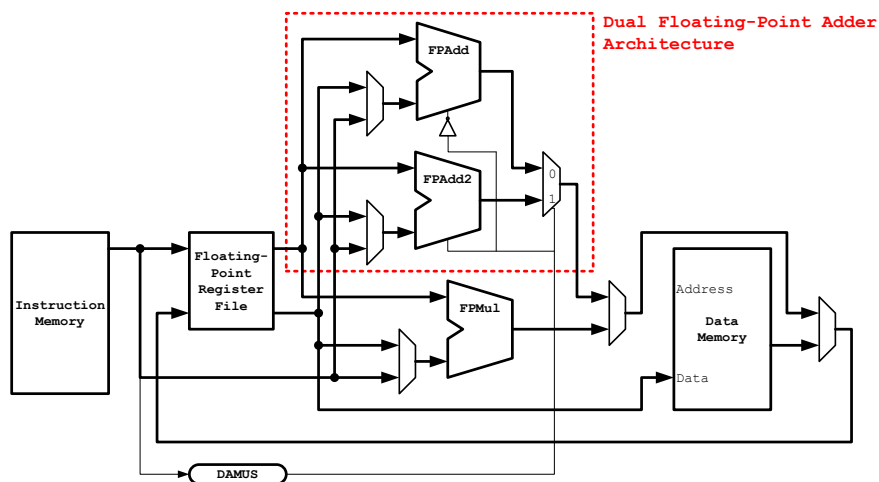 Dual Floating-Point Adder
Architecture
FPAdd
0
FPAdd2
1
Floating-
Point
Register
File
Instruction
Memory
Address
FPMul
Data
Memory
Data
DAMUS